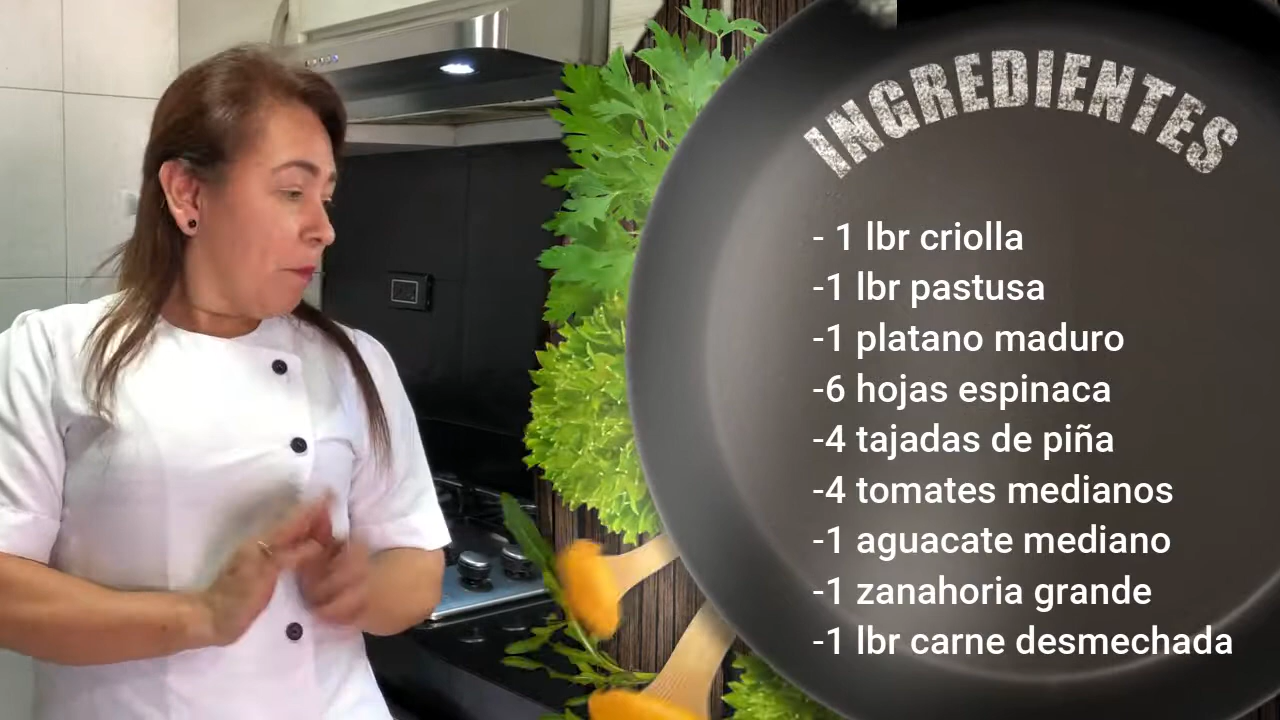 INGREDIENTES
- 1 lbr criolla
-1 lbr pastusa
-1 platano maduro
-6 hojas espinaca
-4 tajadas de piña
-4 tomates medianos
-1 aguacate mediano
-1 zanahoria grande
-1 lbr carne desmechada